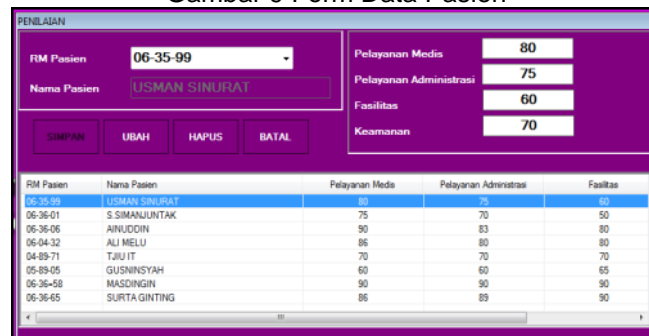 Gambar 6 Form Data Pasien
PENILAIAN
RM Pasien 06-35-99
Nama Pasien USMAN SINURAT
Pelayanan Medis 80
Pelayanan Administrasi 75
Fasilitas 60
Keamanan 70
SIMPAN UBAH HAPUS BATAL
RM Pasien Nama Pasien Pelayanan Medis Pelayanan Administrasi Fasilitas
06-35-99 USMAN SINURAT 80 75 60
06-36-01 S.SIMANJUNTAK 75 70 50
06-36-06 AINUDDIN 90 83 80
06-04-32 ALI MELU 86 80 80
04-89-71 TJIU IT 70 70 70
05-89-05 GUSNINSYAH 60 60 65
06-36=58 MASDINGIN 90 90 90
06-36-65 SURTA GINTING 86 89 90